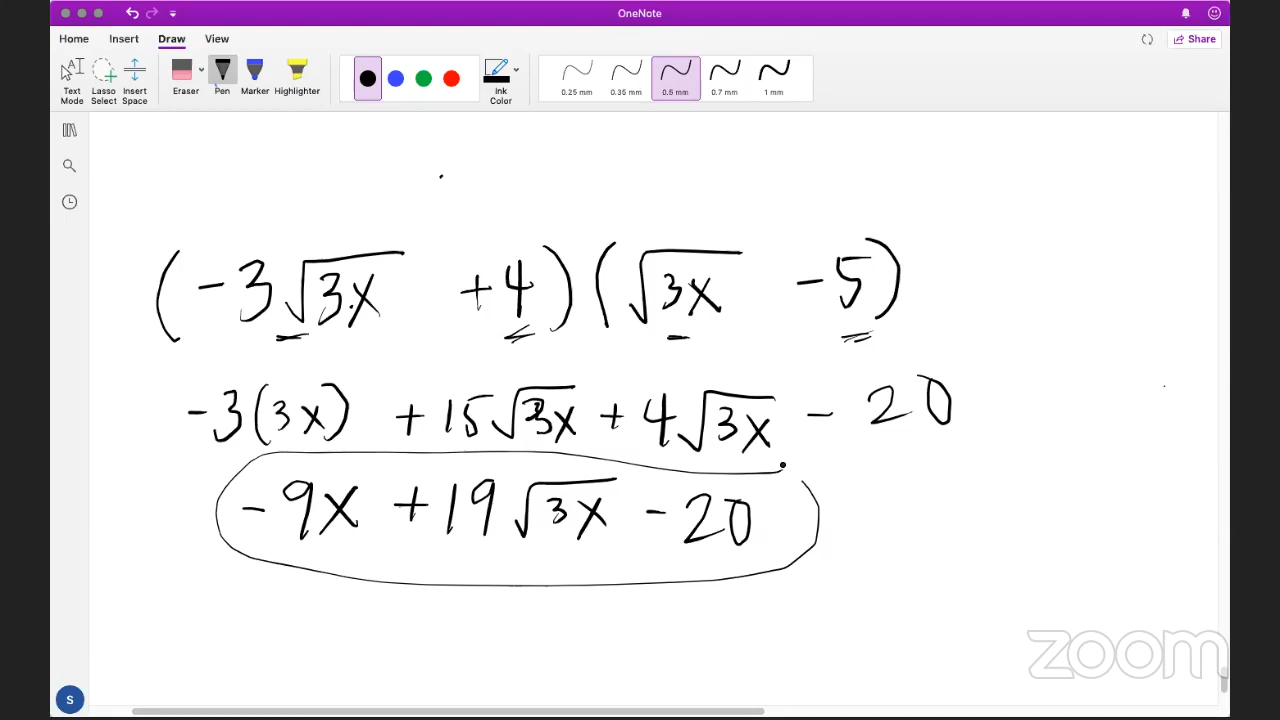 OneNote
Home Insert Draw View Share
Text Mode Lasso Select Insert Space Eraser Pen Marker Highlighter Ink Color 0.25 mm 0.35 mm 0.5 mm 0.7 mm 1 mm
(-3√3x +4)(√3x -5)
-3(3x) +15√3x +4√3x - 20
-9x +19√3x - 20
zoom
S